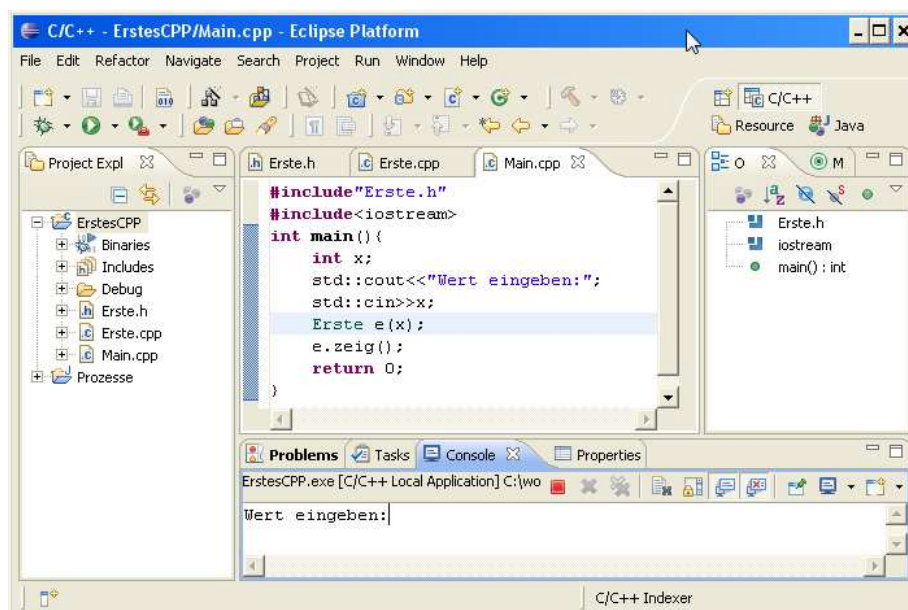 C/C++ - ErstesCPP/Main.cpp - Eclipse Platform
File Edit Refactor Navigate Search Project Run Window Help
C/C++
Resource Java
Project Expl
ErstesCPP
Binaries
Includes
Debug
Erste.h
Erste.cpp
Main.cpp
Prozesse
Erste.h Erste.cpp Main.cpp
#include"Erste.h"
#include<iostream>
int main(){
int x;
std::cout<<"Wert eingeben:";
std::cin>>x;
Erste e(x);
e.zeig();
return 0;
}
O M
Erste.h
iostream
main() : int
Problems Tasks Console Properties
ErstesCPP.exe [C/C++ Local Application] C:\wo
Wert eingeben:
C/C++ Indexer